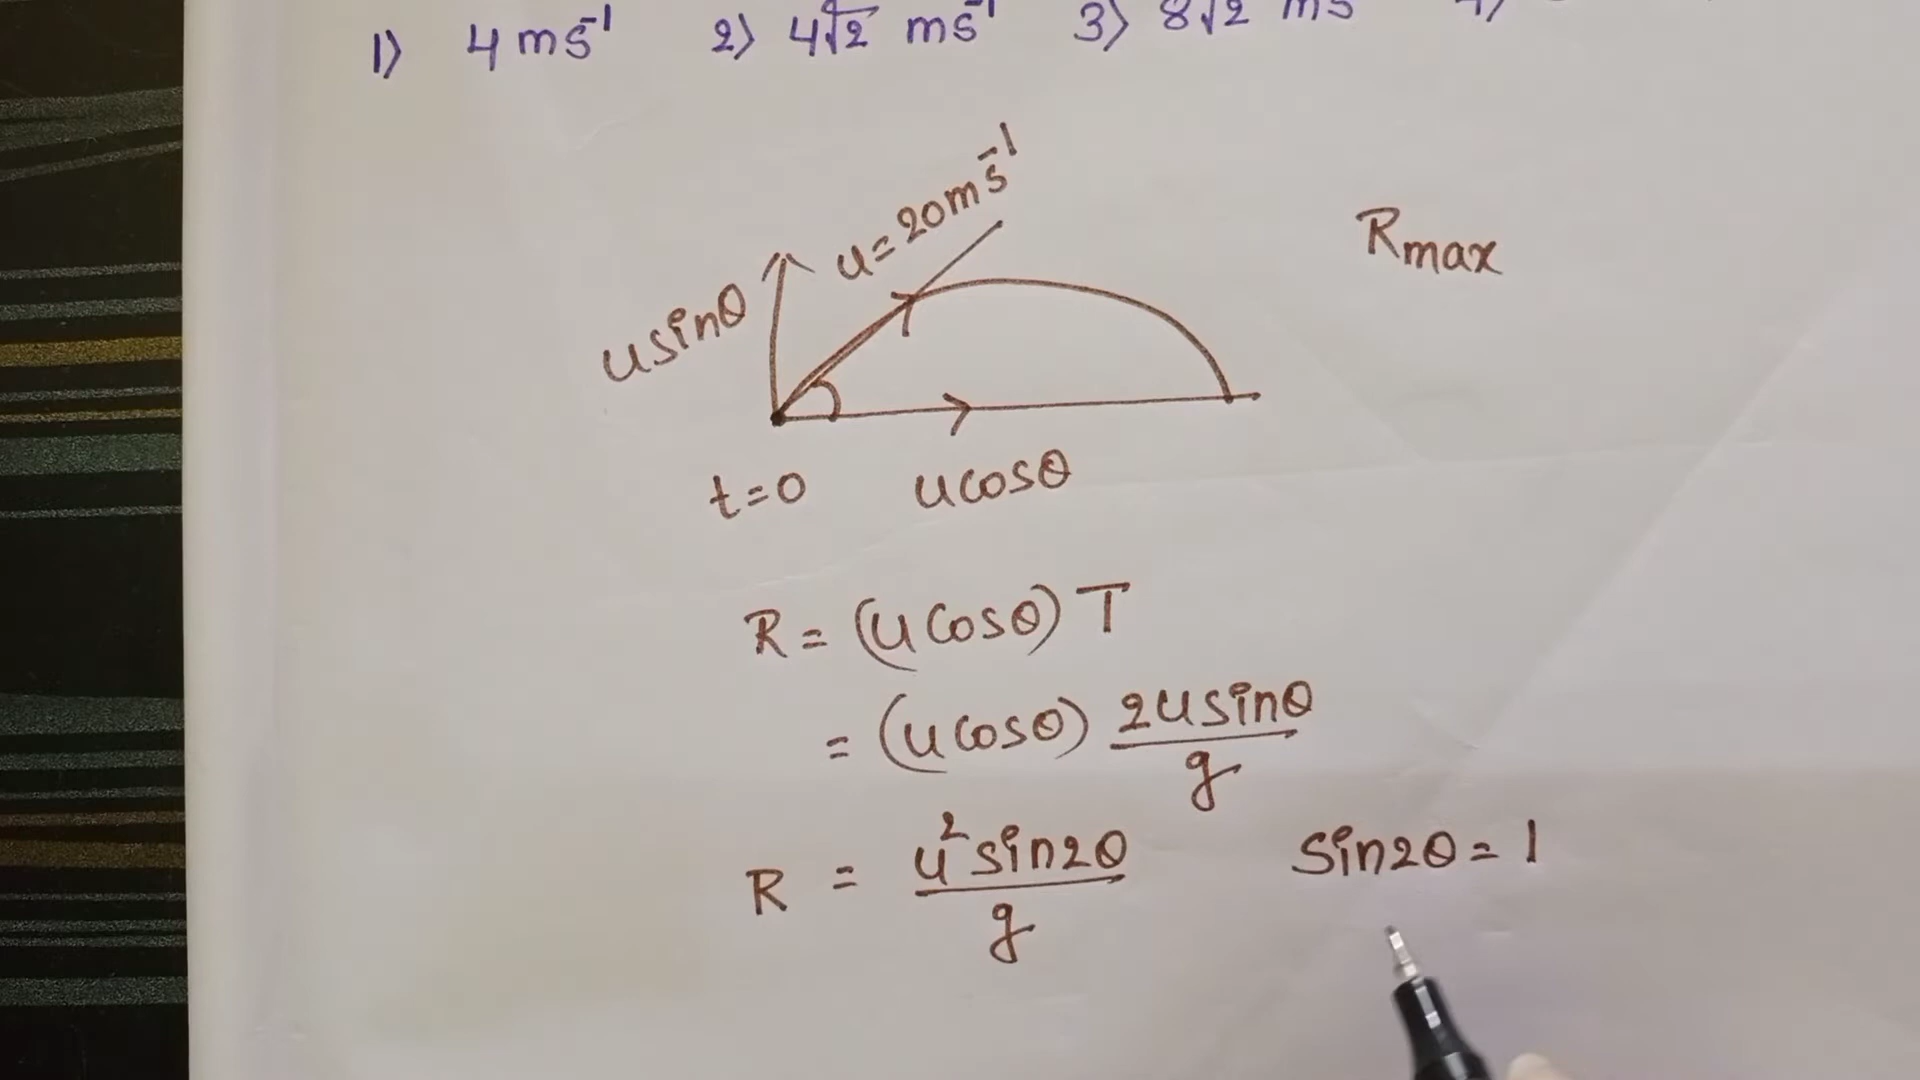 1) 4 ms⁻¹ 2) 4√2 ms⁻¹ 3) 8√2 ms
u = 20ms⁻¹
Rmax
usinθ
t=0 ucosθ
R = (ucosθ) T
= (ucosθ) 2usinθ/g
R = u²sin2θ/g sin2θ = 1